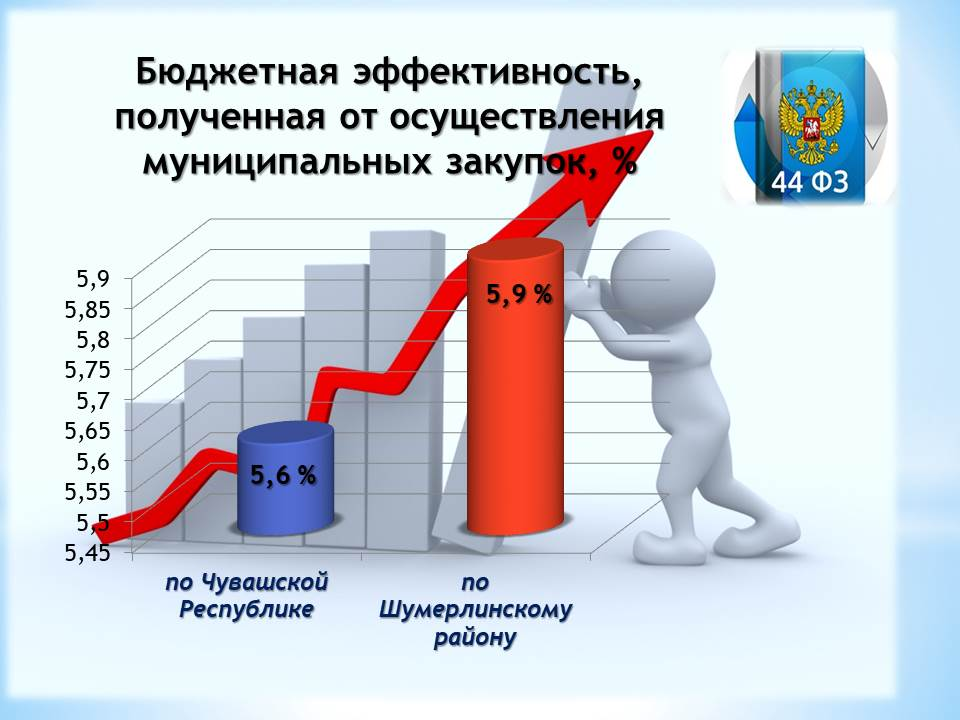 Бюджетная эффективность,
полученная от осуществления
муниципальных закупок, %
44 ФЗ
5,9
5,85
5,8
5,75
5,7
5,65
5,6
5,55
5,5
5,45
5,6 %
5,9 %
по Чувашской
Республике
по
Шумерлинскому
району